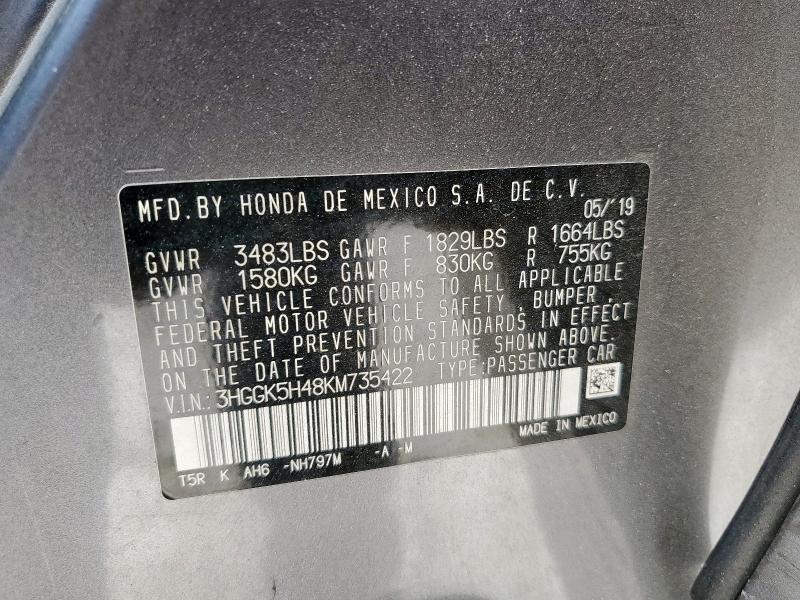 MFD.BY HONDA DE MEXICO S.A. DE C.V.
05/'19
GVWR 3483LBS GAWR F 1829LBS R 1664LBS
GVWR 1580KG GAWR F 830KG R 755KG
THIS VEHICLE CONFORMS TO ALL APPLICABLE
FEDERAL MOTOR VEHICLE SAFETY, BUMPER,
AND THEFT PREVENTION STANDARDS IN EFFECT
ON THE DATE OF MANUFACTURE SHOWN ABOVE.
V.I.N.: 3HGGK5H48KM735422 TYPE:PASSENGER CAR
MADE IN MEXICO
T5R K AH6 -NH797M -A -M